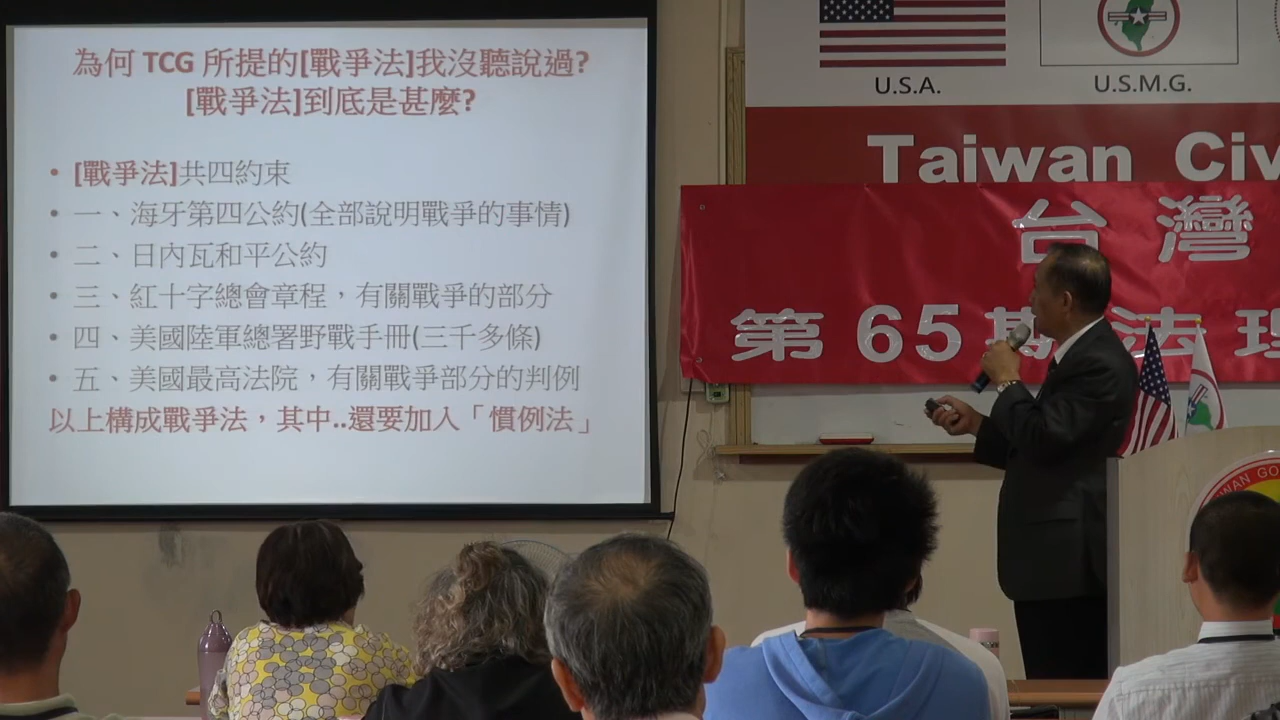 為何 TCG 所提的[戰爭法]我沒聽說過?
[戰爭法]到底是甚麼?
• [戰爭法]共四約束
• 一、海牙第四公約(全部說明戰爭的事情)
• 二、日內瓦和平公約
• 三、紅十字總會章程，有關戰爭的部分
• 四、美國陸軍總署野戰手冊(三千多條)
• 五、美國最高法院，有關戰爭部分的判例
以上構成戰爭法，其中..還要加入「慣例法」
U.S.A.
U.S.M.G.
Taiwan Civ
台灣
第65期法理
WAN GO